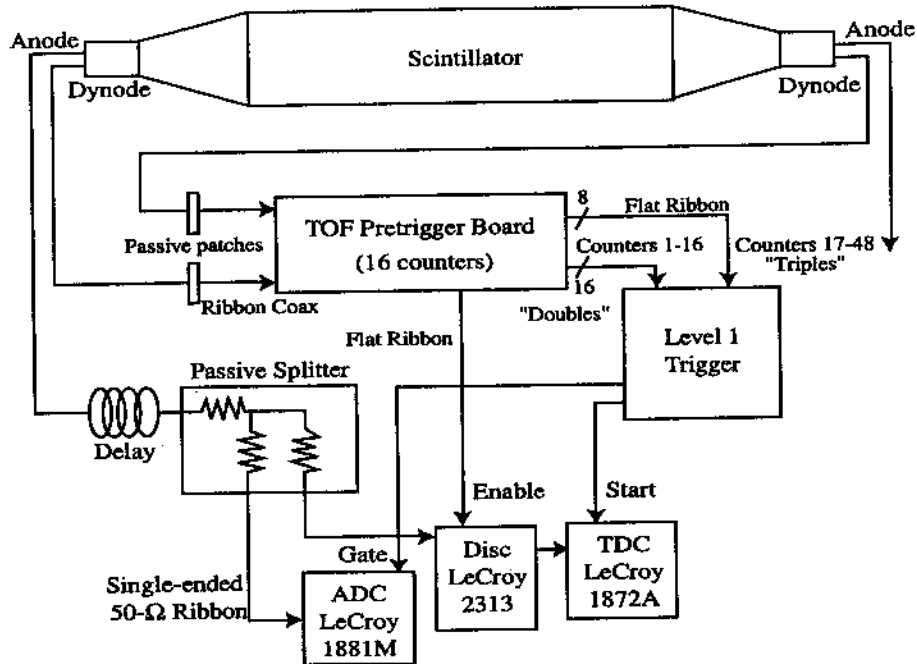 Anode
Anode
Scintillator
Dynode
Dynode
8
Flat Ribbon
TOF Pretrigger Board
(16 counters)
Passive patches
Counters 1-16
Counters 17-48
"Triples"
16
Ribbon Coax
"Doubles"
Flat Ribbon
Level 1
Trigger
Passive Splitter
Delay
Enable
Start
Gate
Disc
LeCroy
2313
TDC
LeCroy
1872A
Single-ended
50-Ω Ribbon
ADC
LeCroy
1881M